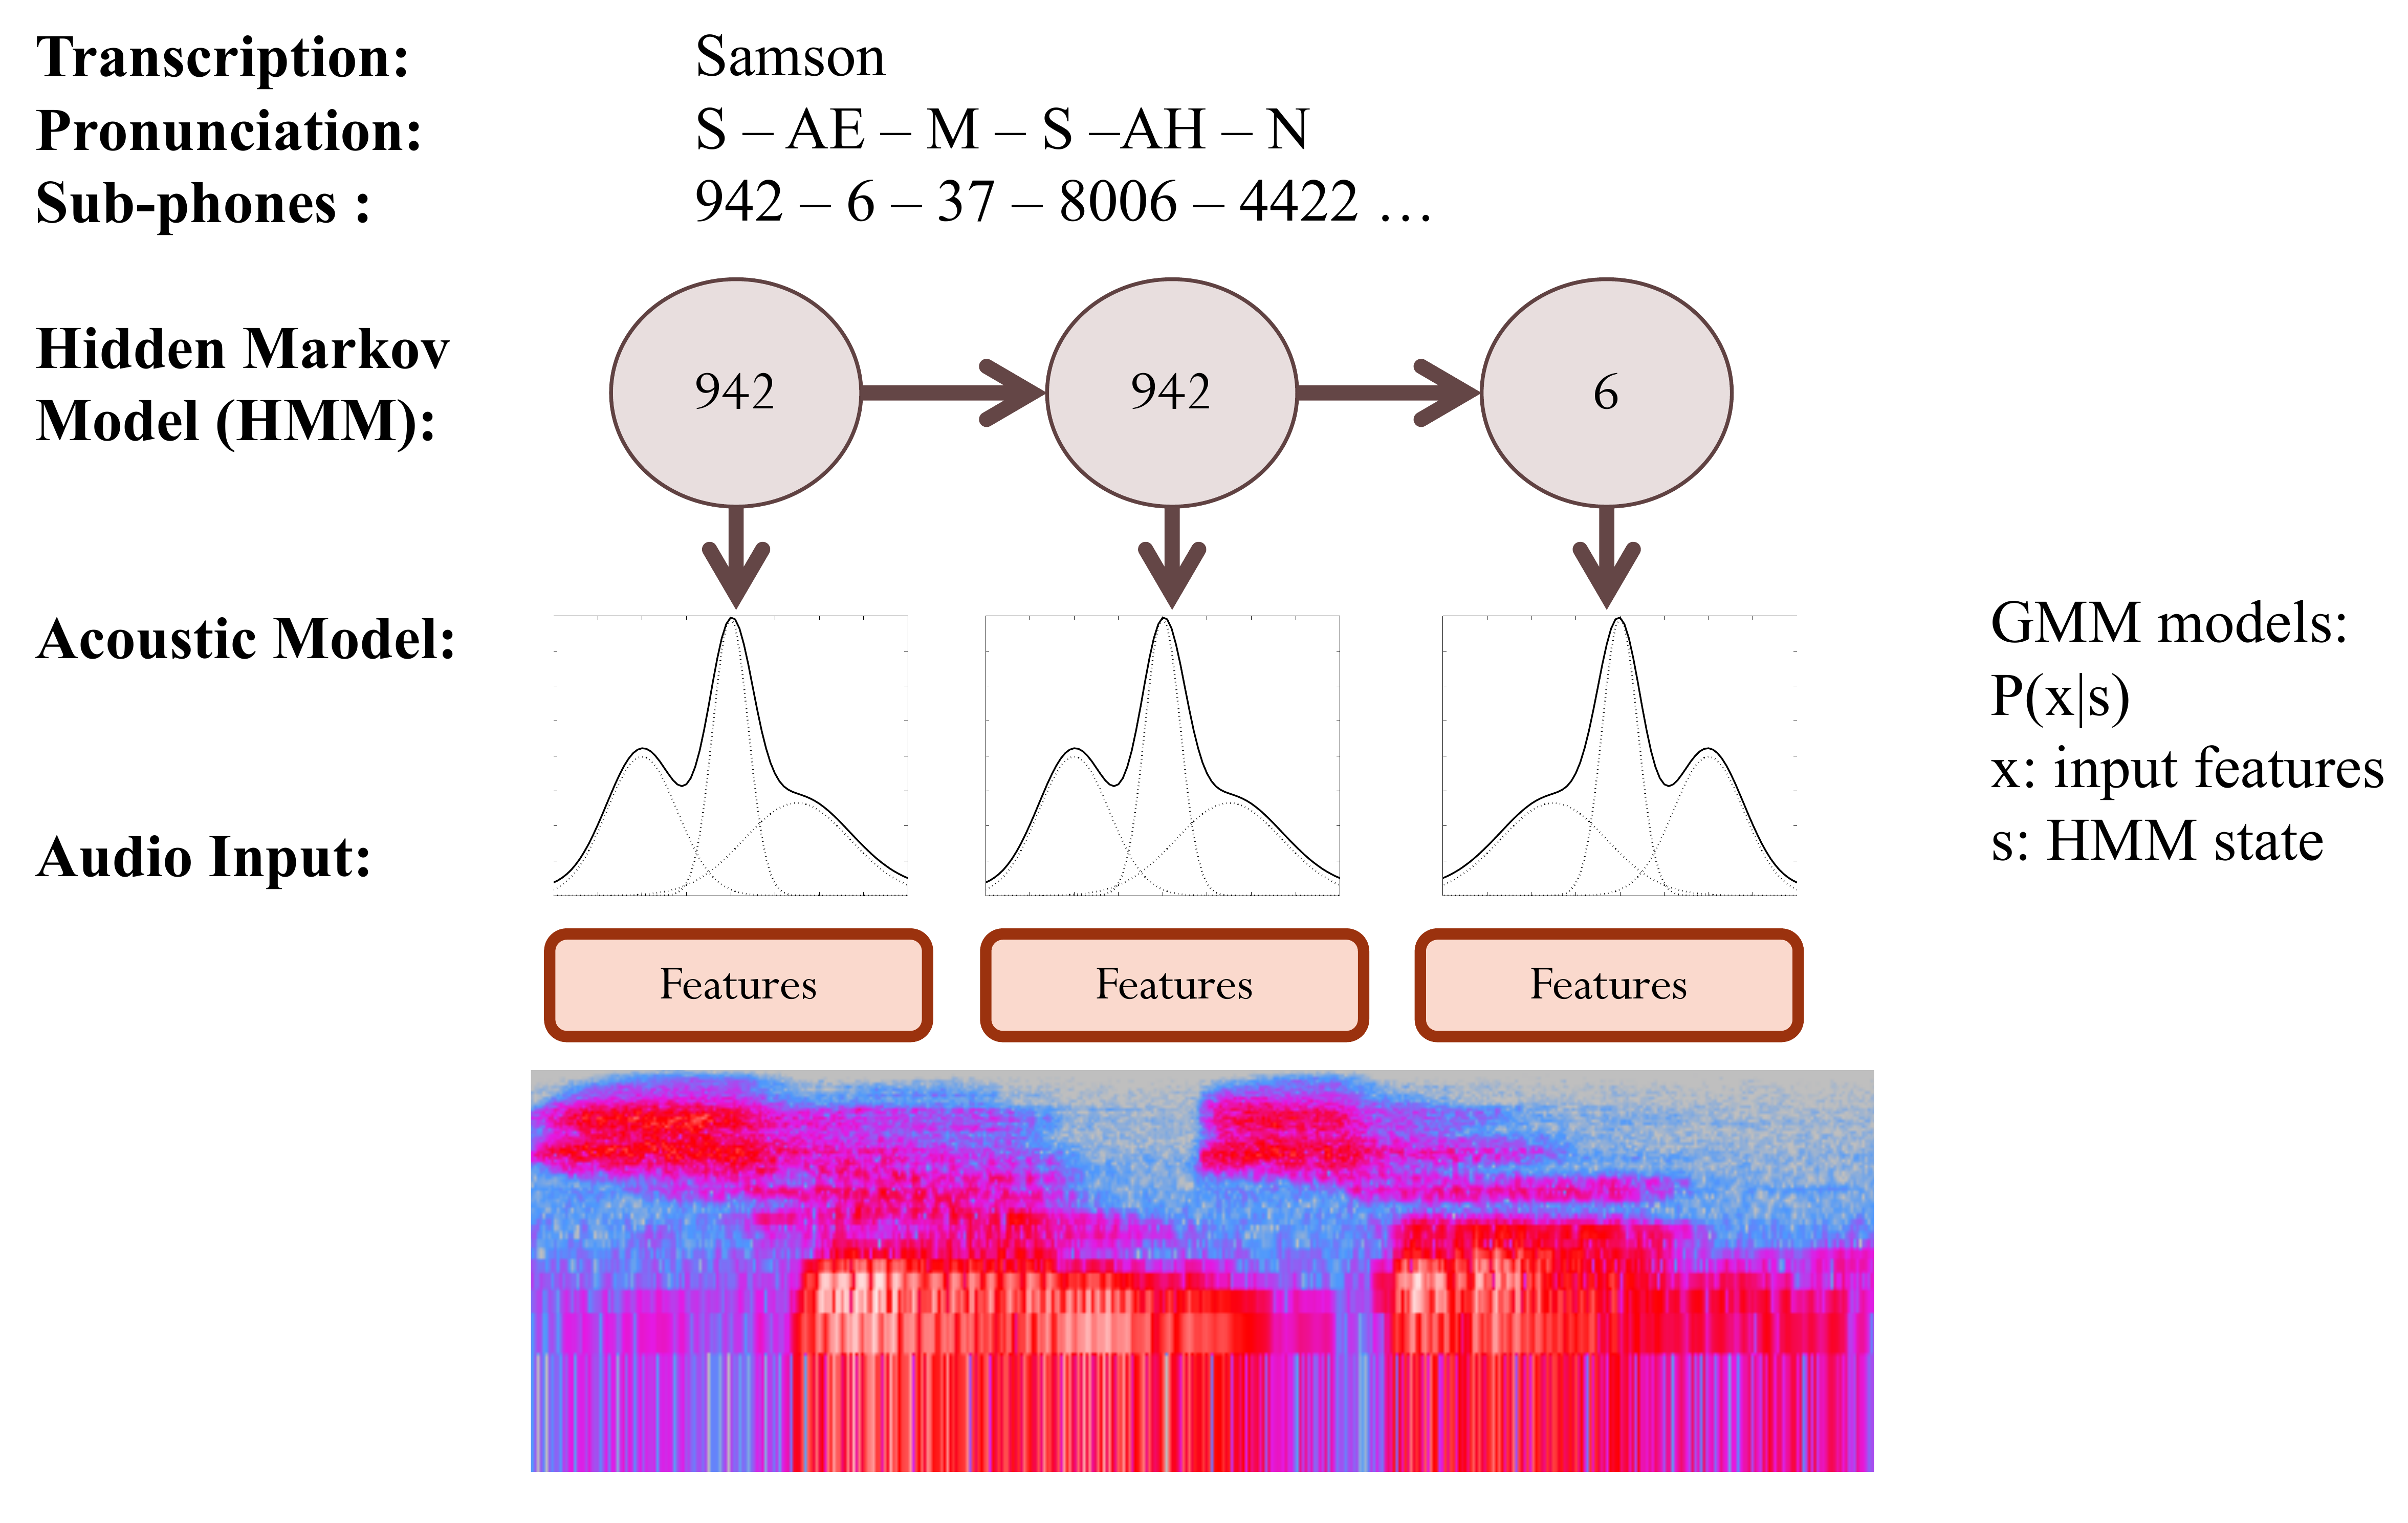 Transcription: Samson
Pronunciation: S – AE – M – S –AH – N
Sub-phones : 942 – 6 – 37 – 8006 – 4422 …
Hidden Markov
Model (HMM):
942
942
6
Acoustic Model:
GMM models:
P(x|s)
x: input features
s: HMM state
Audio Input:
Features
Features
Features